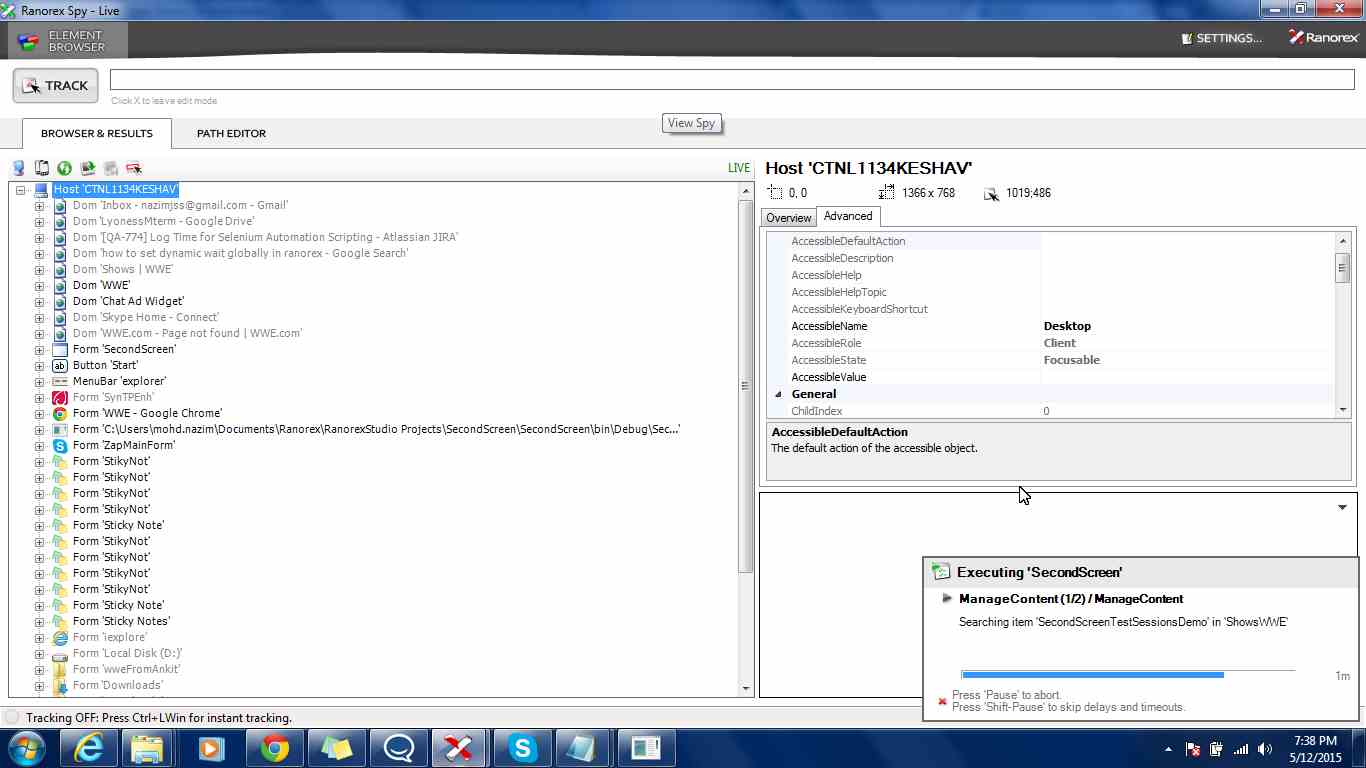 Ranorex Spy - Live
ELEMENT
BROWSER
SETTINGS...
Ranorex
TRACK
Click X to leave edit mode
View Spy
BROWSER & RESULTS
PATH EDITOR
LIVE
Host 'CTNL1134KESHAV'
Dom 'Inbox - nazimjss@gmail.com - Gmail'
Dom 'LyonessMterm - Google Drive'
Dom '[QA-774] Log Time for Selenium Automation Scripting - Atlassian JIRA'
Dom 'how to set dynamic wait globally in ranorex - Google Search'
Dom 'Shows | WWE'
Dom 'WWE'
Dom 'Chat Ad Widget'
Dom 'Skype Home - Connect'
Dom 'WWE.com - Page not found | WWE.com'
Form 'SecondScreen'
Button 'Start'
MenuBar 'explorer'
Form 'SynTPEnh'
Form 'WWE - Google Chrome'
Form 'C:\Users\mohd.nazim\Documents\Ranorex\RanorexStudio Projects\SecondScreen\SecondScreen\bin\Debug\Sec...'
Form 'ZapMainForm'
Form 'StikyNot'
Form 'StikyNot'
Form 'StikyNot'
Form 'StikyNot'
Form 'Sticky Note'
Form 'StikyNot'
Form 'StikyNot'
Form 'StikyNot'
Form 'StikyNot'
Form 'Sticky Note'
Form 'Sticky Notes'
Form 'iexplore'
Form 'Local Disk (D:)'
Form 'wweFromAnkit'
Form 'Downloads'
Host 'CTNL1134KESHAV'
0, 0
1366 x 768
1019;486
Overview
Advanced
AccessibleDefaultAction
AccessibleDescription
AccessibleHelp
AccessibleHelpTopic
AccessibleKeyboardShortcut
AccessibleName Desktop
AccessibleRole Client
AccessibleState Focusable
AccessibleValue
General
ChildIndex 0
AccessibleDefaultAction
The default action of the accessible object.
Executing 'SecondScreen'
ManageContent (1/2) / ManageContent
Searching item 'SecondScreenTestSessionsDemo' in 'ShowsWWE'
1m
Press 'Pause' to abort.
Press 'Shift-Pause' to skip delays and timeouts.
Tracking OFF: Press Ctrl+LWin for instant tracking.
7:38 PM
5/12/2015